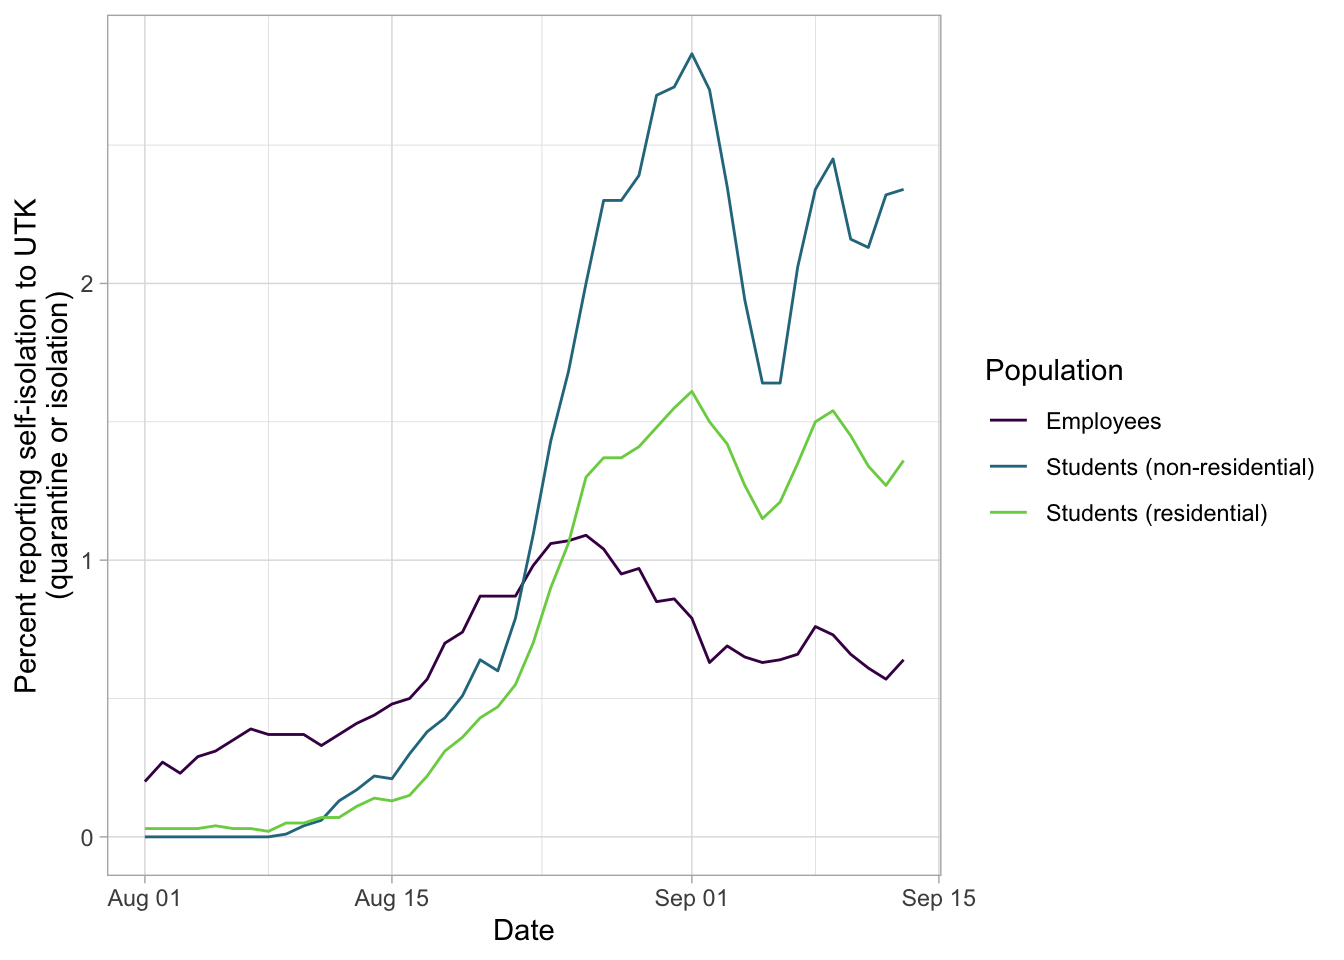 Percent reporting self-isolation to UTK
(quarantine or isolation)
2
1
0
Aug 01
Aug 15
Sep 01
Sep 15
Date
Population
Employees
Students (non-residential)
Students (residential)